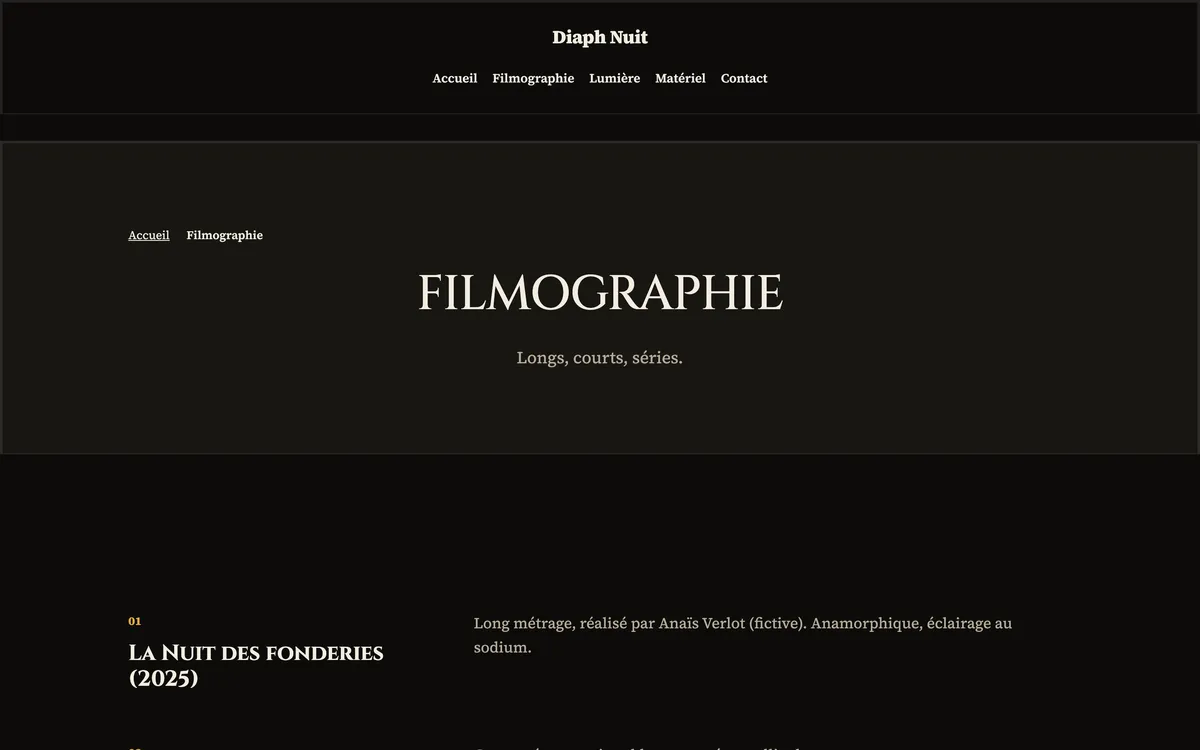 Diaph Nuit
Accueil Filmographie Lumière Matériel Contact
Accueil Filmographie
FILMOGRAPHIE
Longs, courts, séries.
01
La Nuit des fonderies
(2025)
Long métrage, réalisé par Anaïs Verlot (fictive). Anamorphique, éclairage au
sodium.